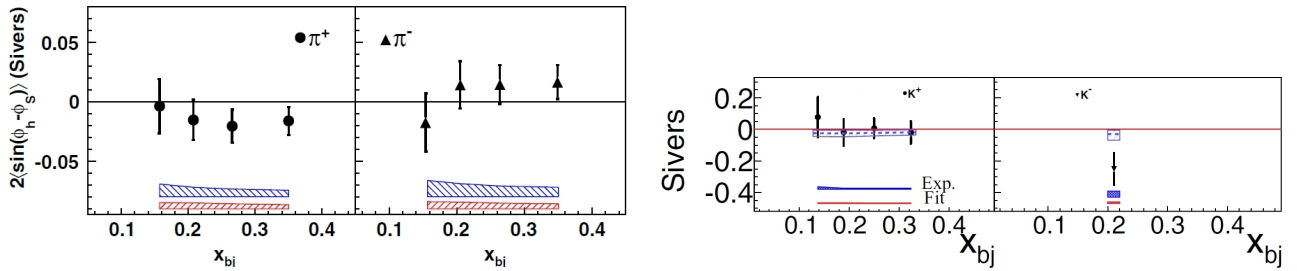 2⟨sin(ϕh-ϕs)⟩ (Sivers)
0.05
0
-0.05
π+
π-
0.1 0.2 0.3 0.4
0.1 0.2 0.3 0.4
xbj
xbj
Sivers
0.2
0
-0.2
-0.4
κ+
κ-
Exp.
Fit
0 0.1 0.2 0.3 0.4
0.1 0.2 0.3 0.4
xbj
xbj